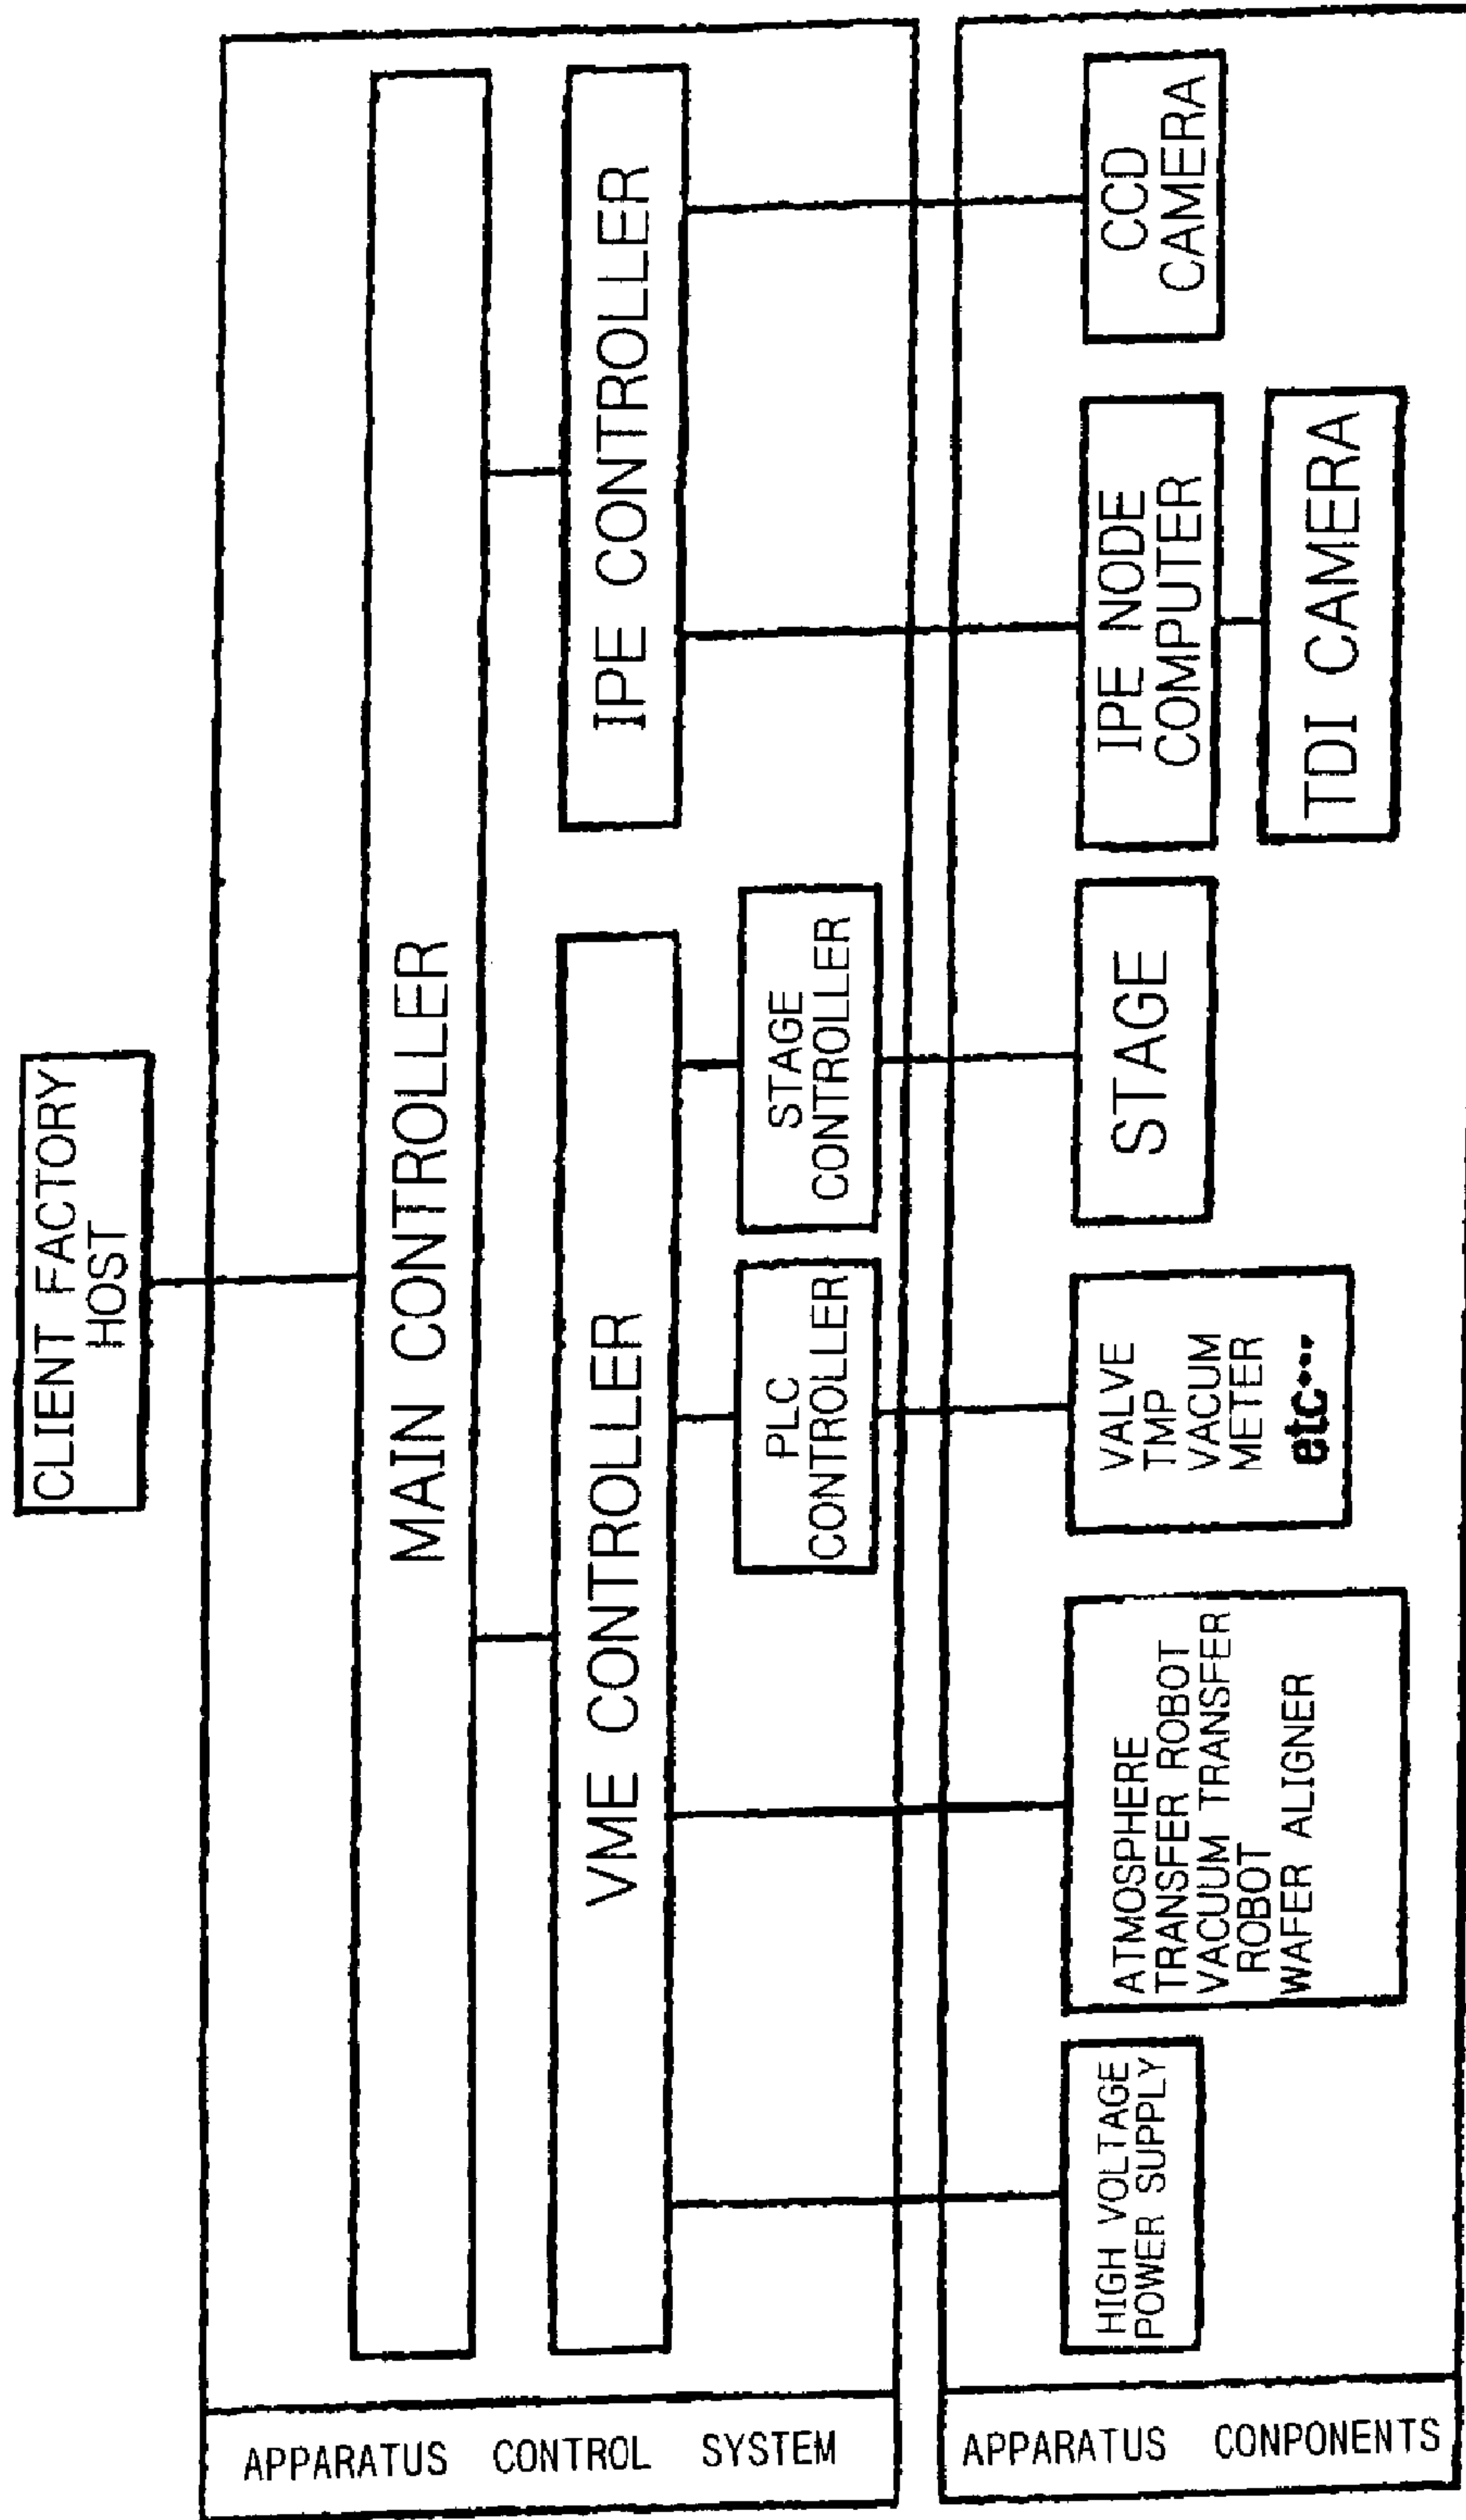 CLIENT FACTORY
HOST
APPARATUS CONTROL SYSTEM
MAIN CONTROLLER
VME CONTROLLER
IPE CONTROLLER
PLC
CONTROLLER
STAGE
CONTROLLER
APPARATUS CONPONENTS
HIGH VOLTAGE
POWER SUPPLY
ATMOSPHERE
TRANSFER ROBOT
VACUUM TRANSFER
ROBOT
WAFER ALIGNER
VALVE
TMP
VACUM
METER
etc...
STAGE
IPE NODE
COMPUTER
TDI CAMERA
CCD
CAMERA